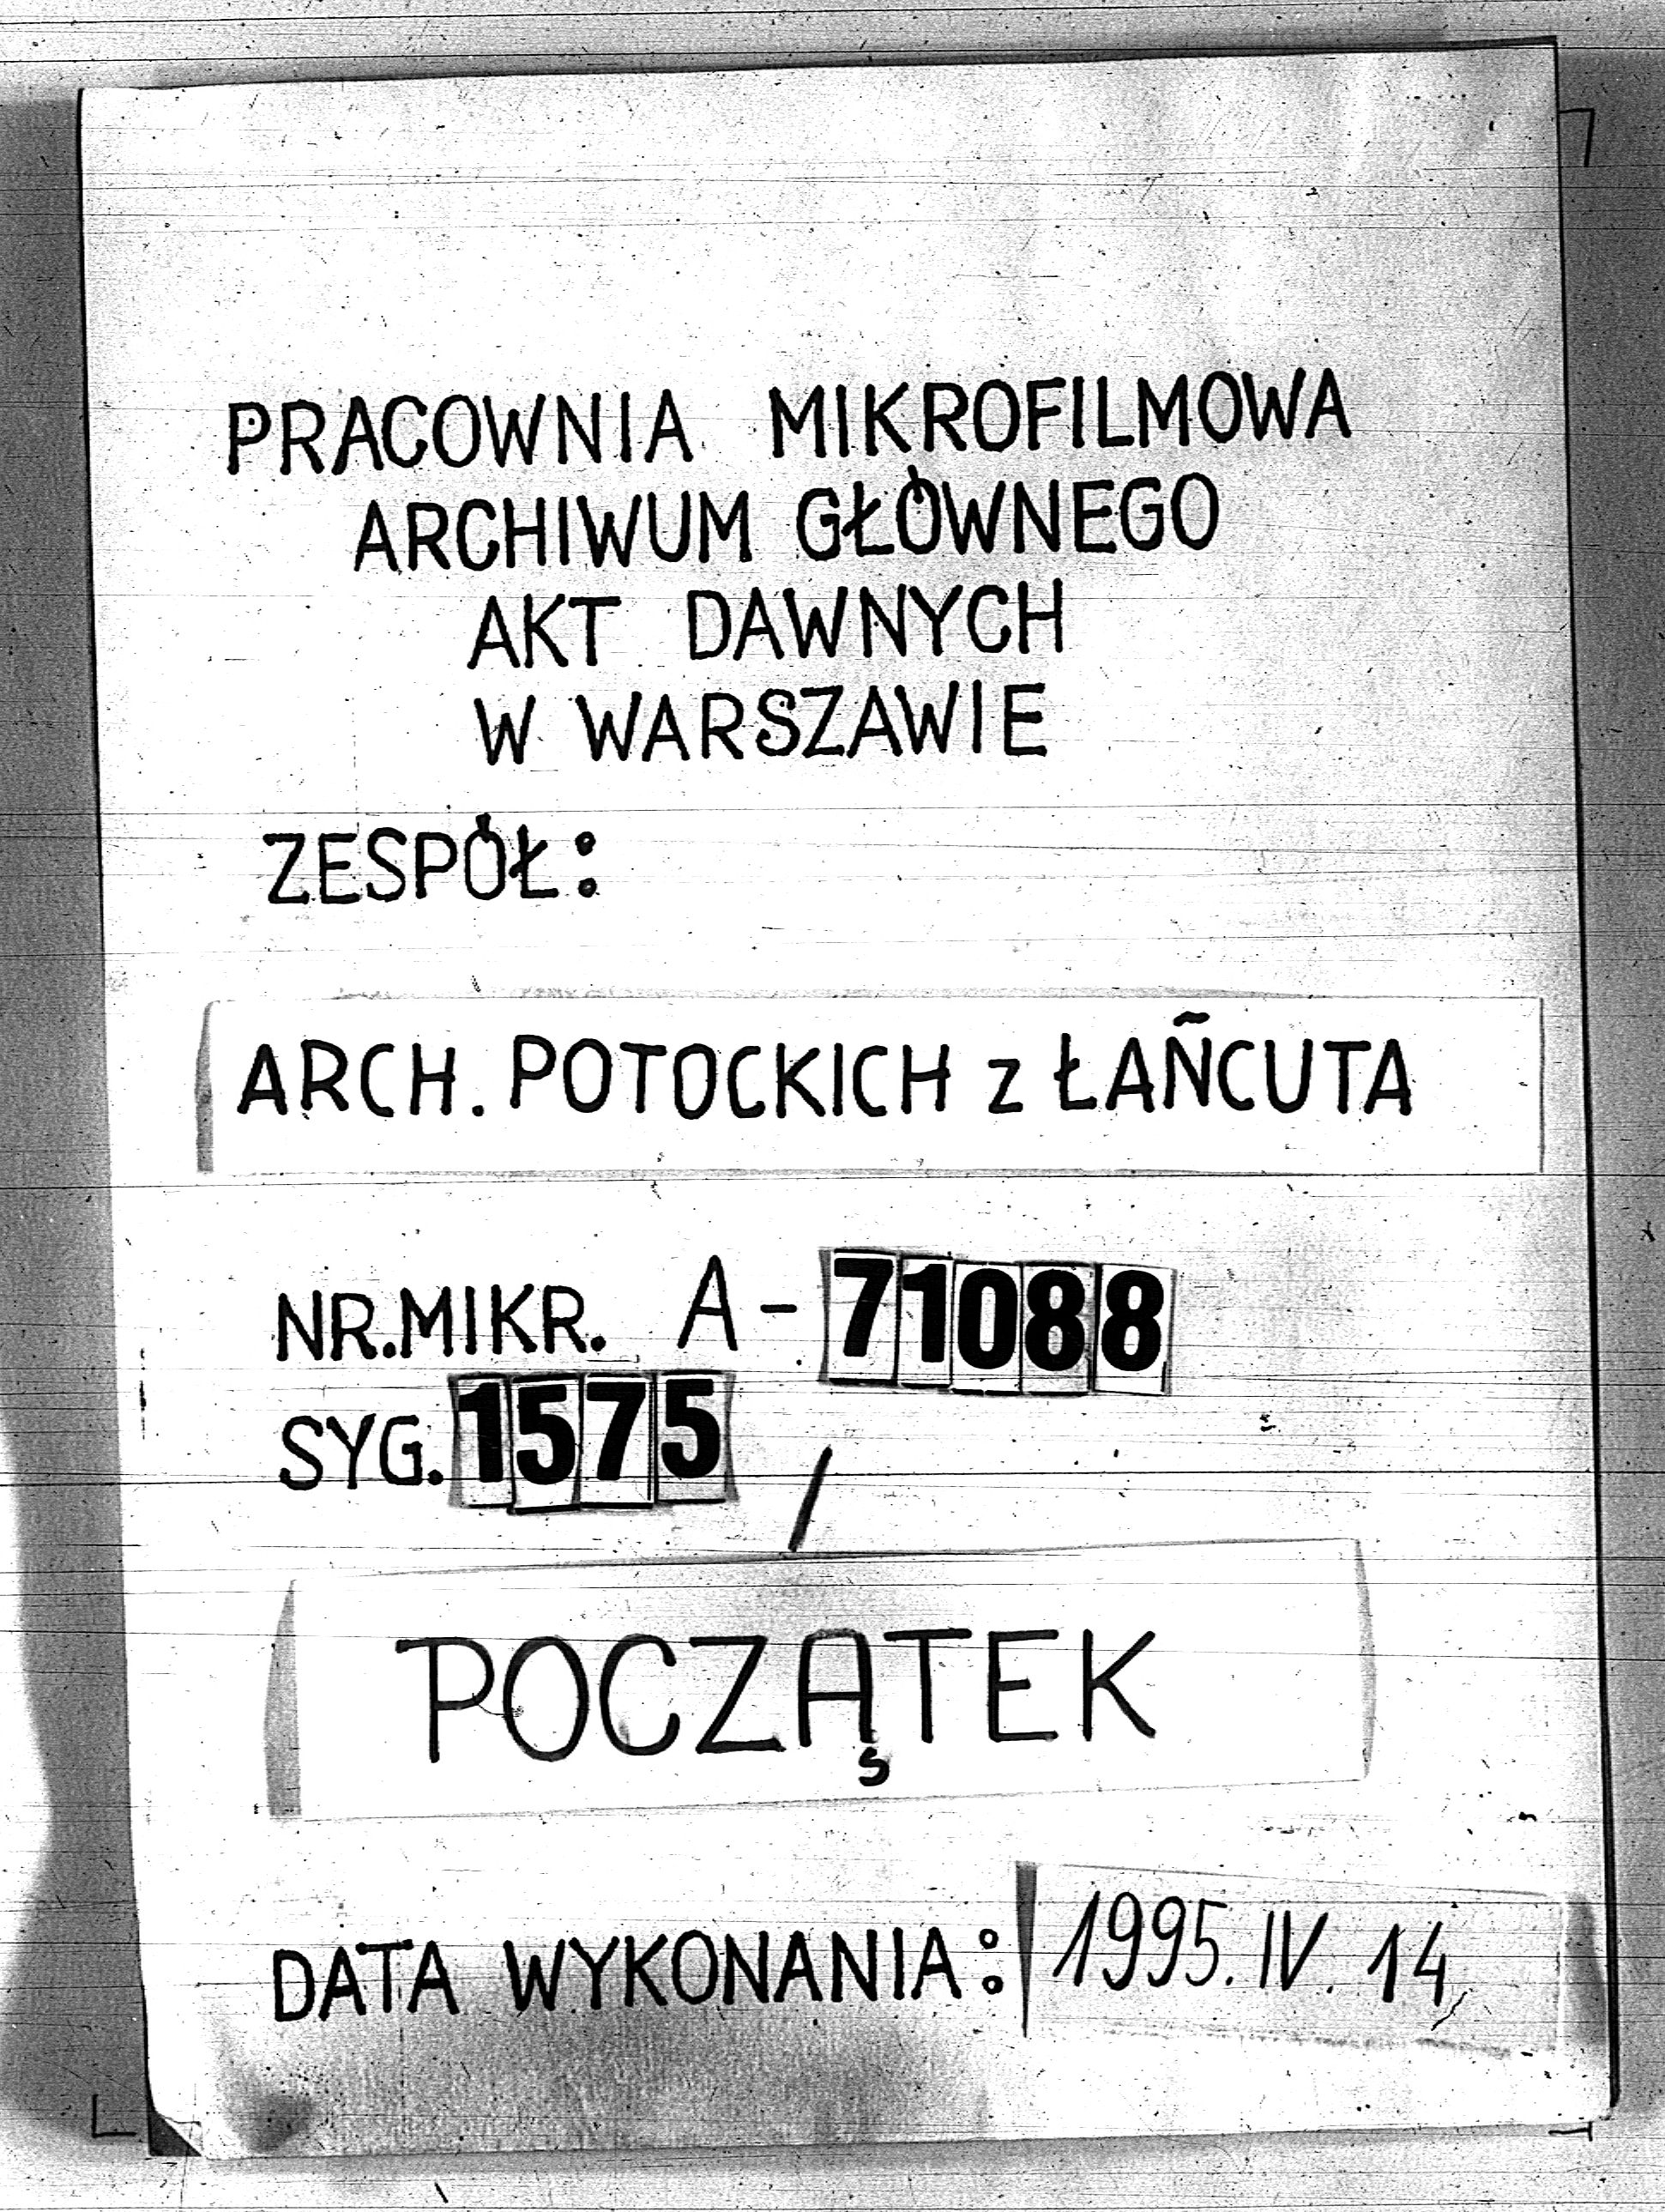 PRACOWNIA MIKROFILMOWA
ARCHIWUM GŁÓWNEGO
AKT DAWNYCH
W WARSZAWIE
ZESPÓŁ:
ARCH. POTOCKICH z ŁAŃCUTA
NR.MIKR. A-71088
SYG. 1575 /
POCZĄTEK
DATA WYKONANIA: 1995.IV.14